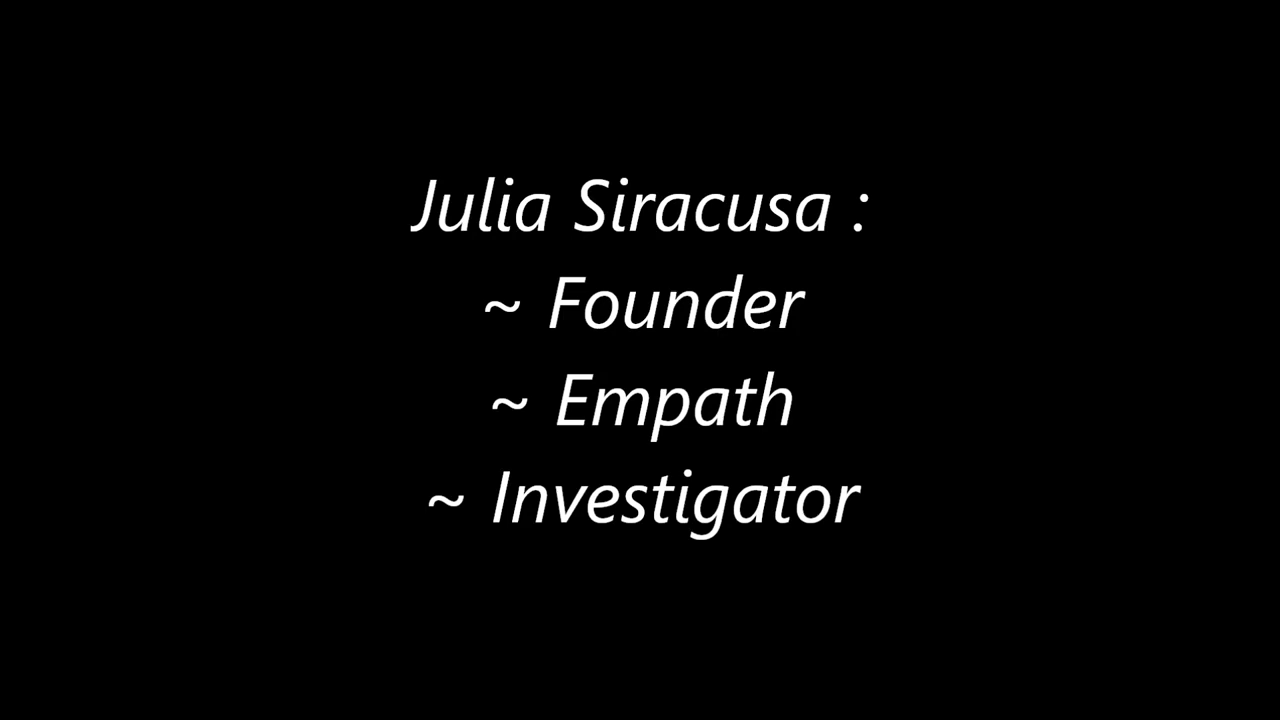 Julia Siracusa :
~ Founder
~ Empath
~ Investigator